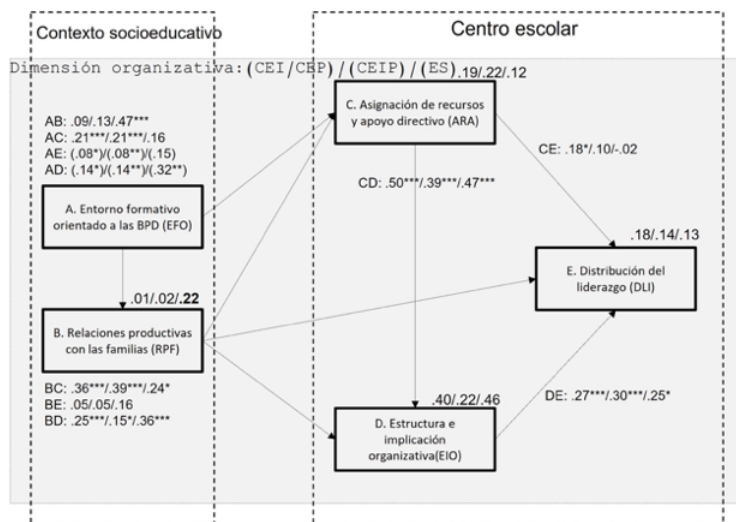 Contexto socioeducativo
Centro escolar
Dimensión organizativa:(CEI/CEP)/(CEIP)/(ES)
.19/.22/.12
AB: .09/.13/.47***
AC: .21***/.21***/.16
AE: (.08*)/(.08**)/(.15)
AD: (.14*)/(.14**)/(.32**)
C. Asignación de recursos
y apoyo directivo (ARA)
CE: .18*/.10/-.02
CD: .50***/.39***/.47***
A. Entorno formativo
orientado a las BPD (EFO)
.18/.14/.13
E. Distribución del
liderazgo (DLI)
.01/.02/.22
B. Relaciones productivas
con las familias (RPF)
BC: .36***/.39***/.24*
BE: .05/.05/.16
BD: .25***/.15*/.36***
.40/.22/.46
DE: .27***/.30***/.25*
D. Estructura e
implicación
organizativa(EIO)